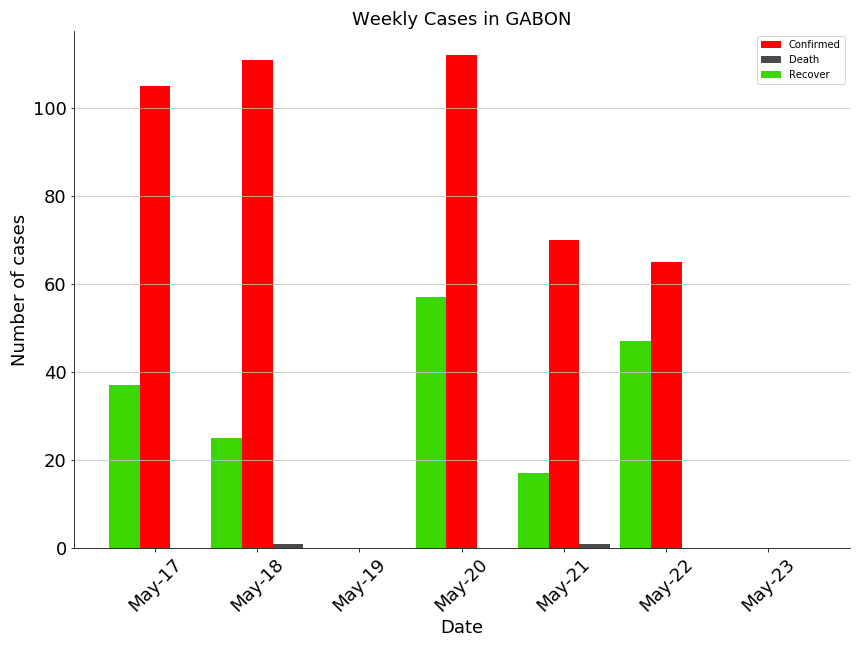 Weekly Cases in GABON
Confirmed
Death
Recover
Number of cases
100
80
60
40
20
0
May-17
May-18
May-19
May-20
May-21
May-22
May-23
Date